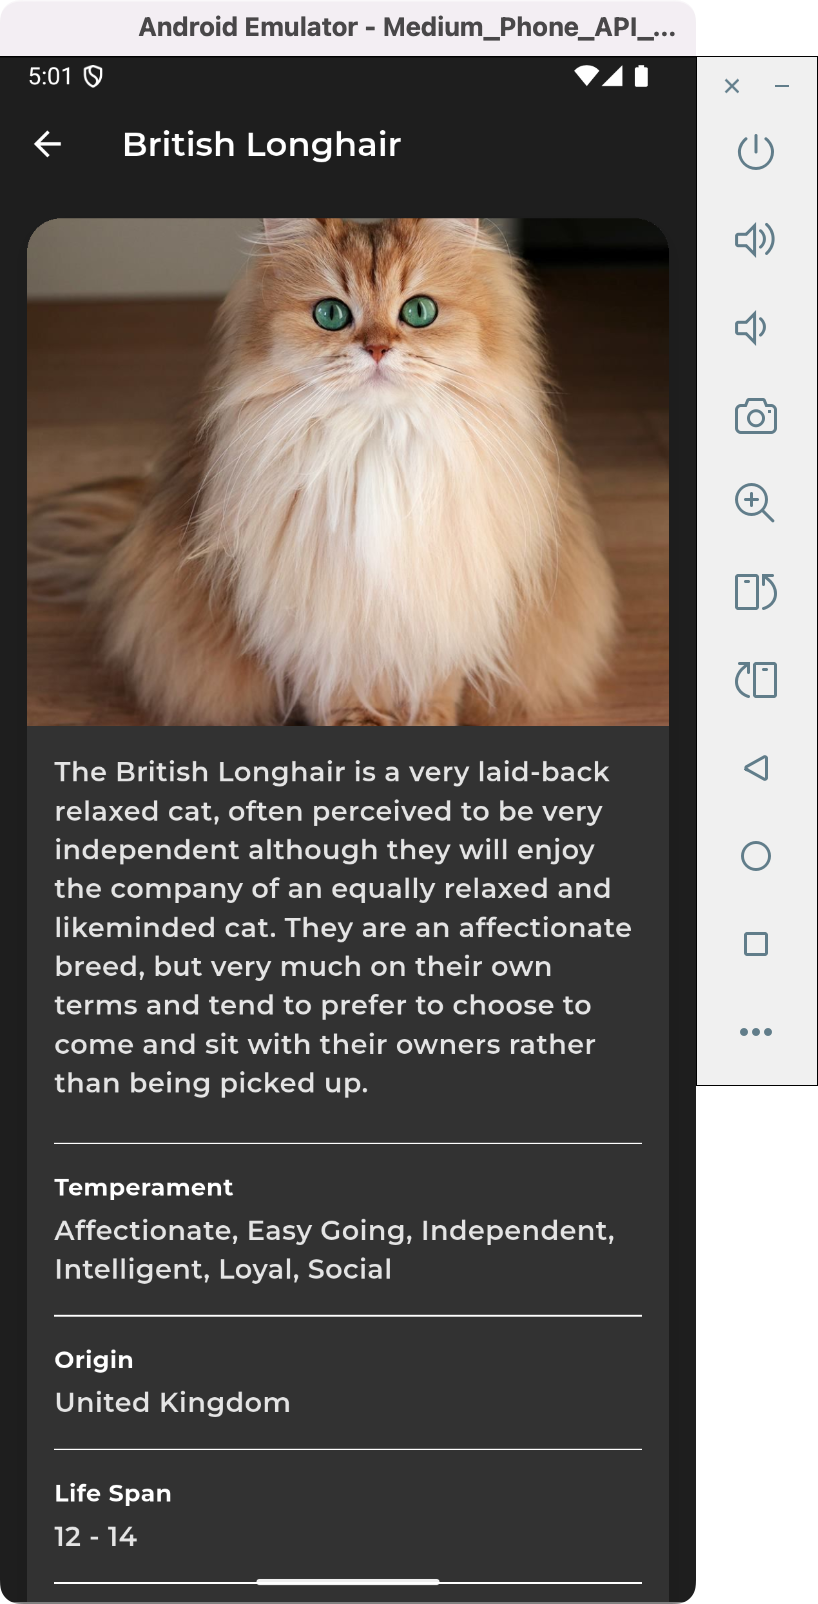 Android Emulator - Medium_Phone_API_...
5:01
British Longhair
The British Longhair is a very laid-back
relaxed cat, often perceived to be very
independent although they will enjoy
the company of an equally relaxed and
likeminded cat. They are an affectionate
breed, but very much on their own
terms and tend to prefer to choose to
come and sit with their owners rather
than being picked up.
Temperament
Affectionate, Easy Going, Independent,
Intelligent, Loyal, Social
Origin
United Kingdom
Life Span
12 - 14